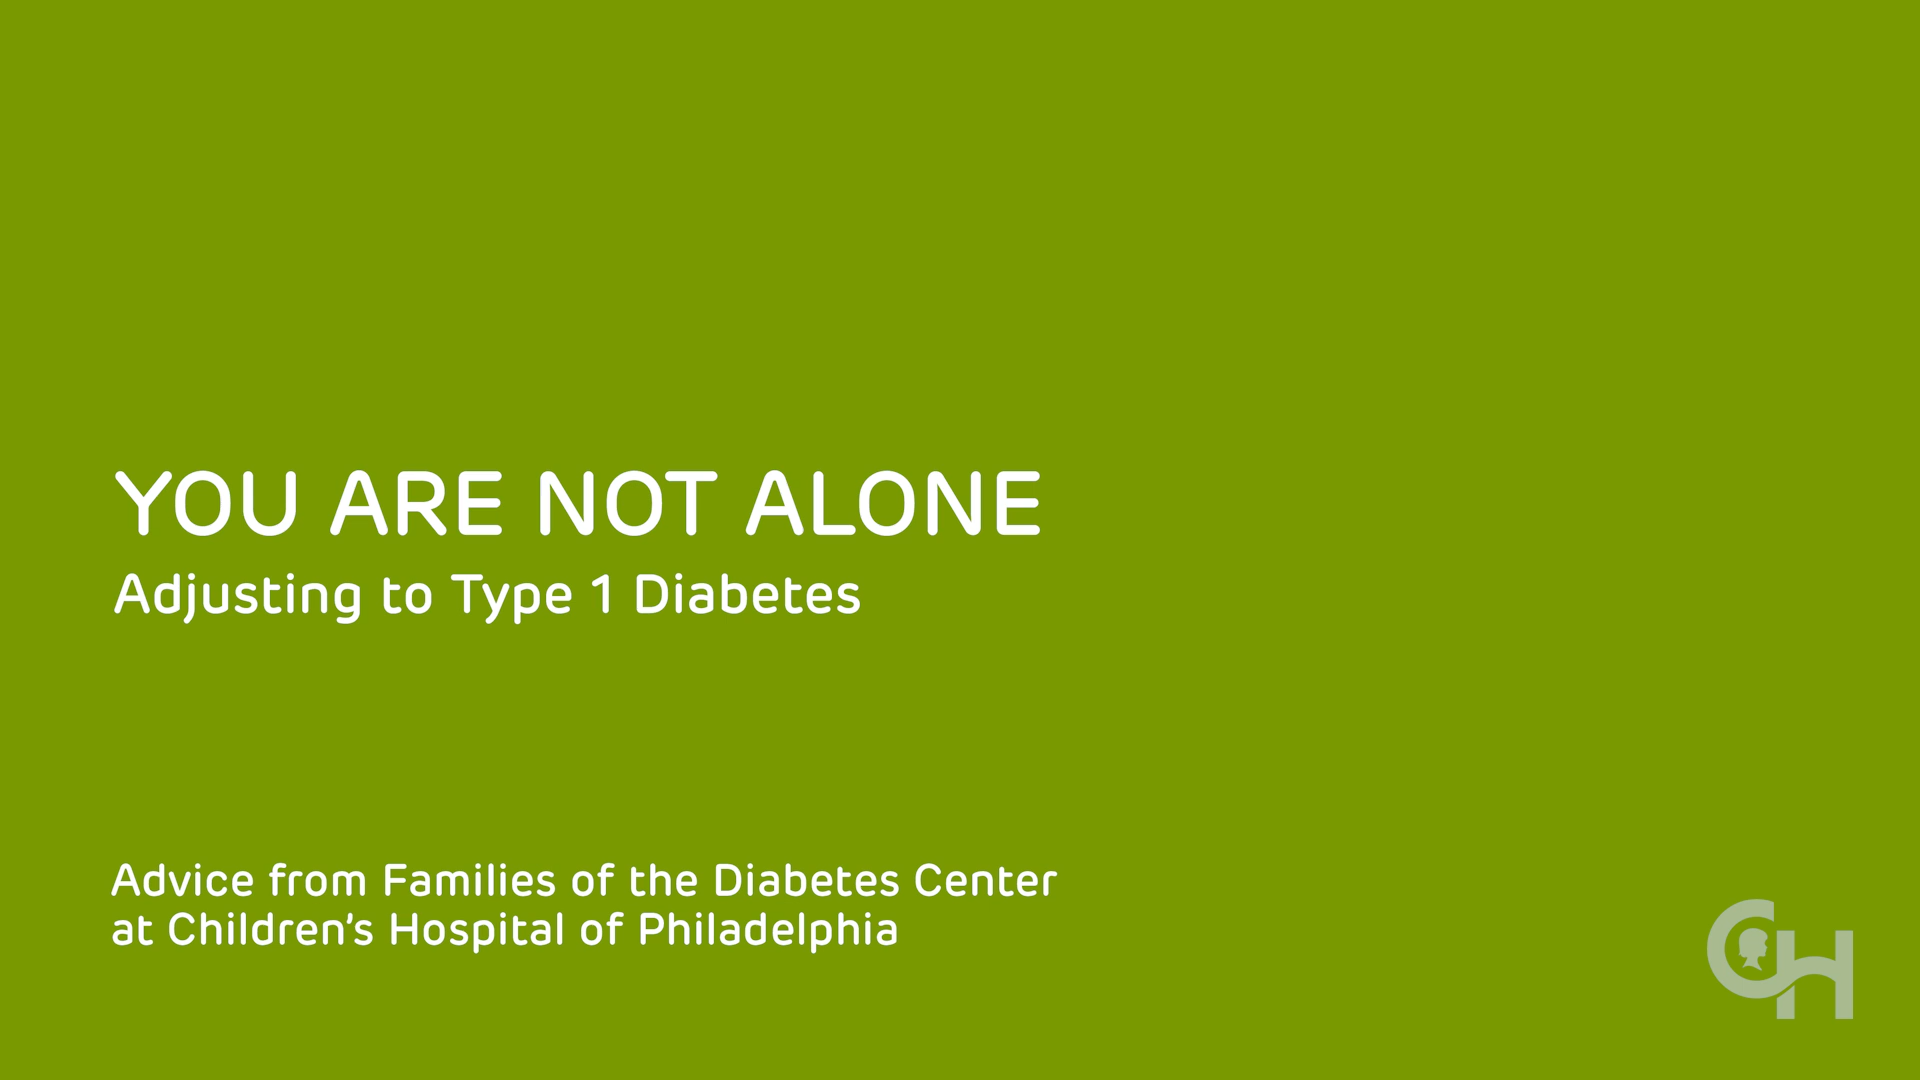 YOU ARE NOT ALONE
Adjusting to Type 1 Diabetes
Advice from Families of the Diabetes Center
at Children’s Hospital of Philadelphia
CH